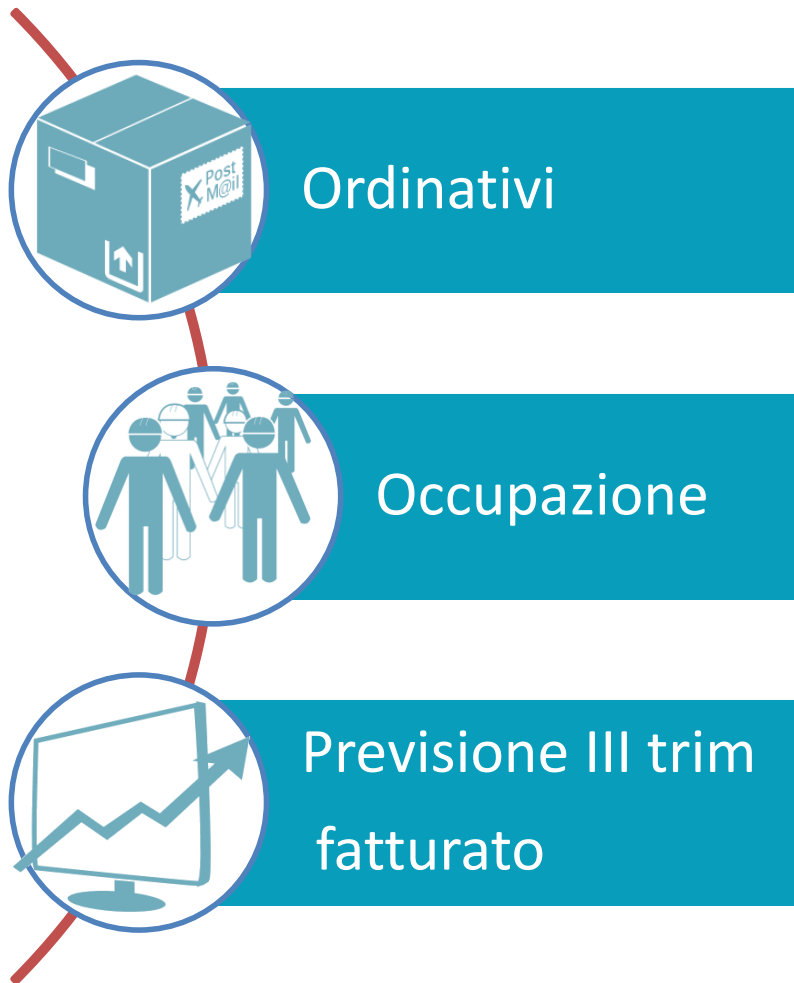 Post
M@il
Ordinativi
Occupazione
Previsione III trim
fatturato